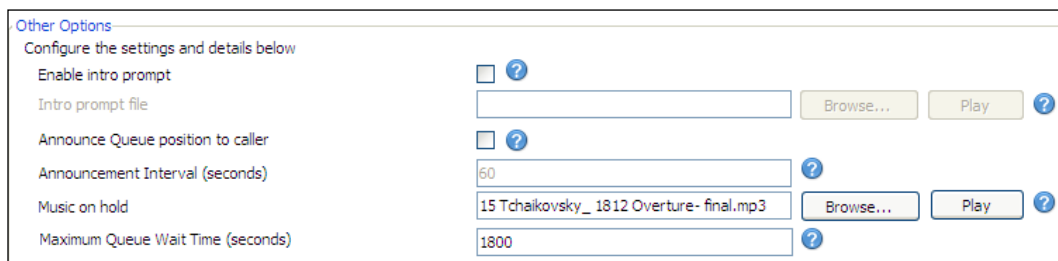 Other Options
Configure the settings and details below
Enable intro prompt ?
Intro prompt file Browse... Play ?
Announce Queue position to caller ?
Announcement Interval (seconds) 60 ?
Music on hold 15 Tchaikovsky_ 1812 Overture- final.mp3 Browse... Play ?
Maximum Queue Wait Time (seconds) 1800 ?